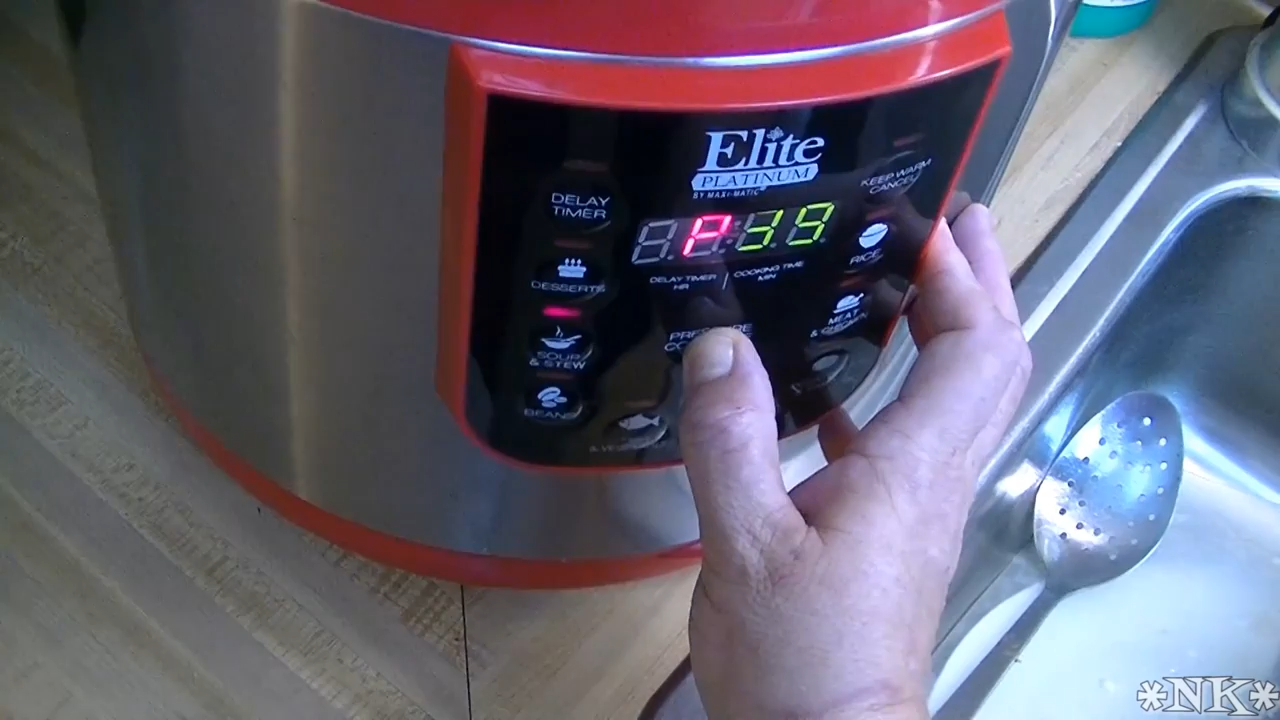 Elite
PLATINUM
BY MAXI-MATIC
DELAY
TIMER
KEEP WARM
CANCEL
P39
DELAY TIMER
HR
COOKING TIME
MIN
DESSERTS
RICE
SOUP
& STEW
MEAT
& CHICKEN
BEANS
*NK*